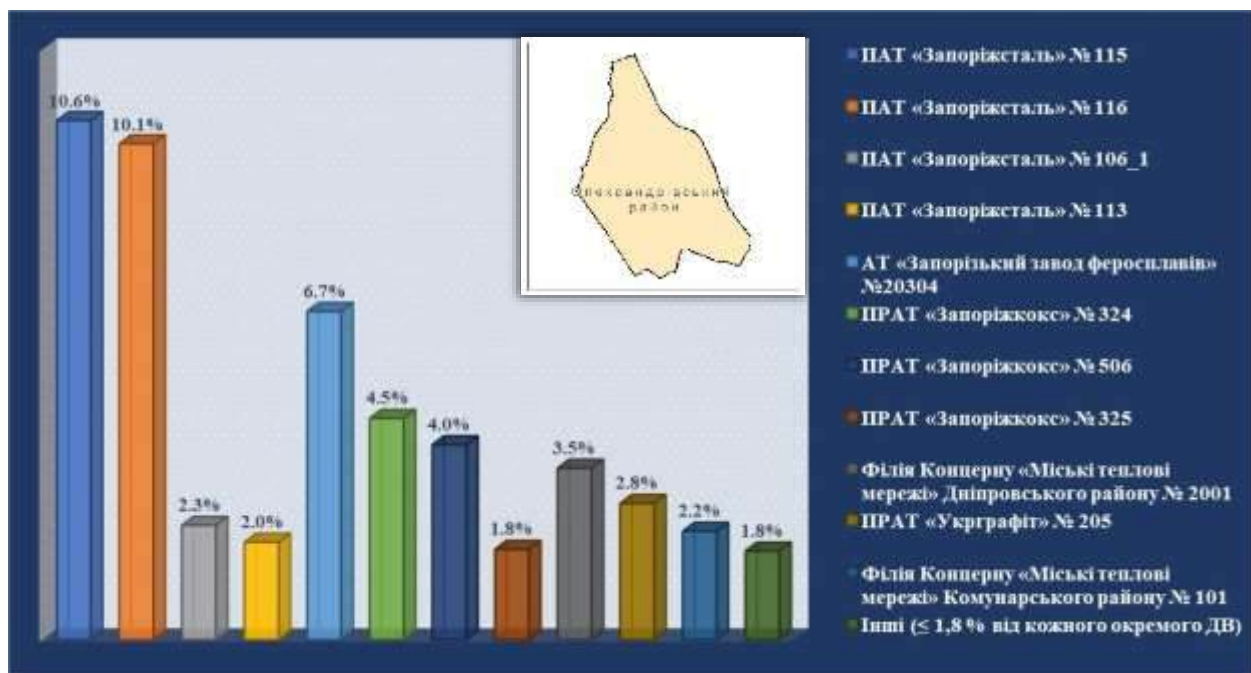 10.6%
10.1%
2.3%
2.0%
6.7%
4.5%
4.0%
1.8%
3.5%
2.8%
2.2%
1.8%
Олександрівський
район
ПАТ «Запоріжсталь» № 115
ПАТ «Запоріжсталь» № 116
ПАТ «Запоріжсталь» № 106_1
ПАТ «Запоріжсталь» № 113
АТ «Запорізький завод феросплавів»
№20304
ПРАТ «Запоріжкокс» № 324
ПРАТ «Запоріжкокс» № 506
ПРАТ «Запоріжкокс» № 325
Філія Концерну «Міські теплові
мережі» Дніпровського району № 2001
ПРАТ «Укрграфіт» № 205
Філія Концерну «Міські теплові
мережі» Комунарського району № 101
Інші (≤ 1,8 % від кожного окремого ДВ)